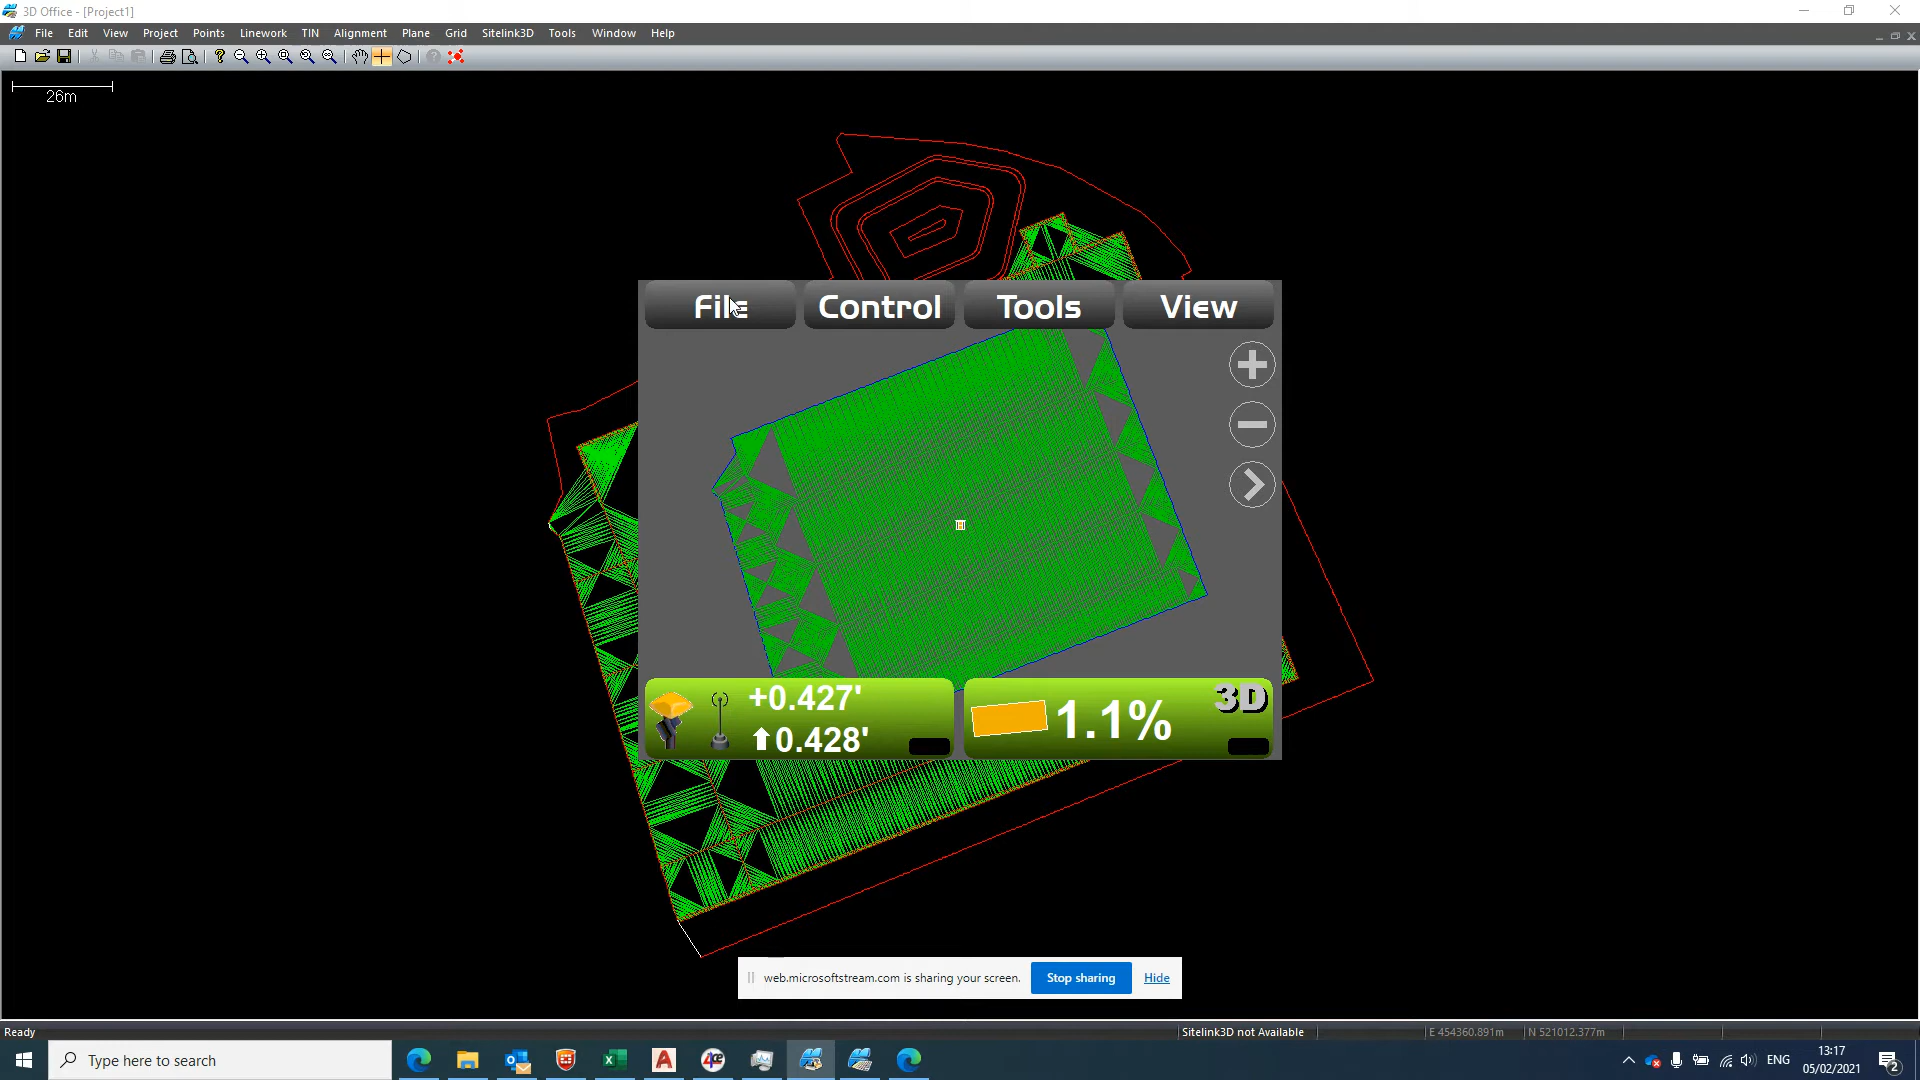 3D Office - [Project1]
File Edit View Project Points Linework TIN Alignment Plane Grid Sitelink3D Tools Window Help
26m
File Control Tools View
+0.427'
0.428'
1.1%
3D
web.microsoftstream.com is sharing your screen. Stop sharing Hide
Ready
Sitelink3D not Available
E 454360.891m
N 521012.377m
Type here to search
ENG
13:17
05/02/2021
2